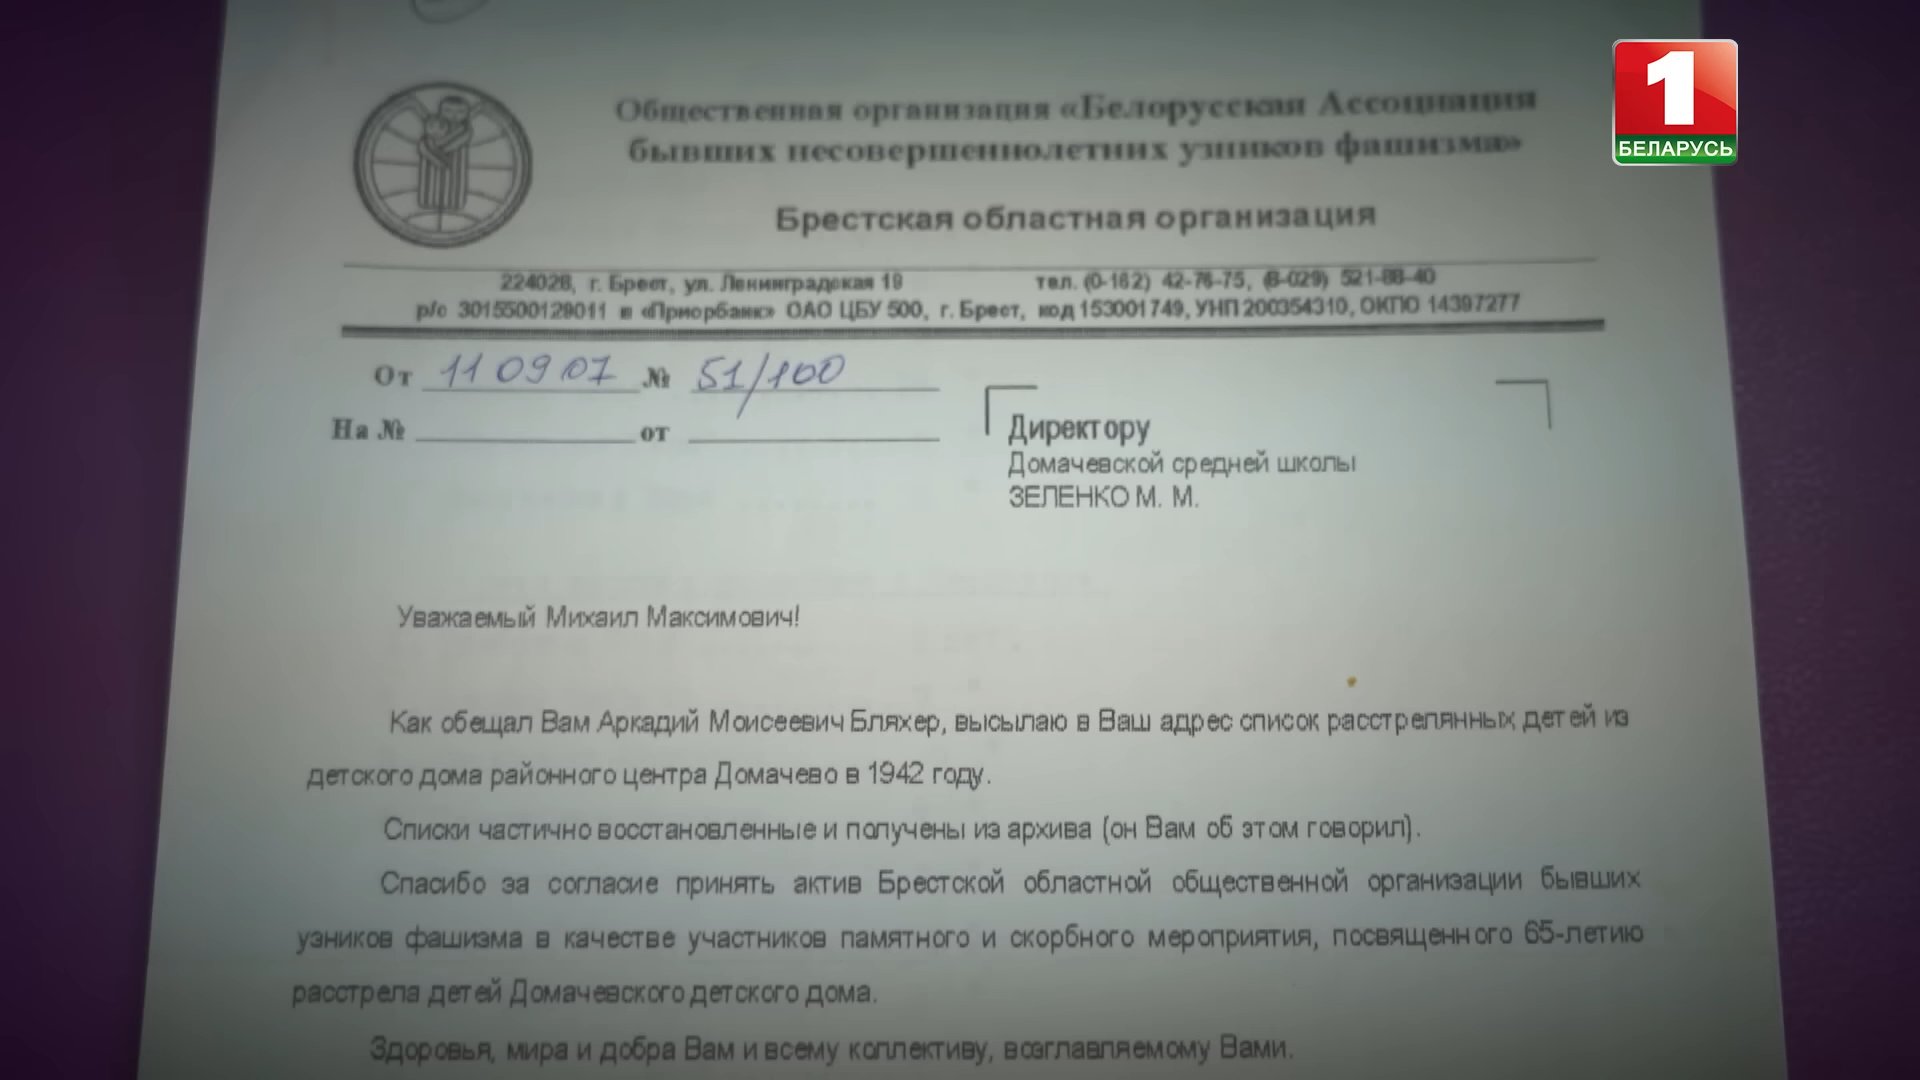 1
БЕЛАРУСЬ
Общественная организация «Белорусская Ассоциация
бывших несовершеннолетних узников фашизма»
Брестская областная организация
224026, г. Брест, ул. Ленинградская 19 тел. (0-162) 42-76-75, (8-029) 521-88-40
р/с 3015500129011 в «Приорбанк» ОАО ЦБУ 500, г. Брест, код 153001749, УНП 200354310, ОКПО 14397277
От 11 09 07 № 51/100
На № от
Директору
Домачевской средней школы
ЗЕЛЕНКО М. М.
Уважаемый Михаил Максимович!
Как обещал Вам Аркадий Моисеевич Бляхер, высылаю в Ваш адрес список расстрелянных детей из
детского дома районного центра Домачево в 1942 году.
Списки частично восстановленные и получены из архива (он Вам об этом говорил).
Спасибо за согласие принять актив Брестской областной общественной организации бывших
узников фашизма в качестве участников памятного и скорбного мероприятия, посвященного 65-летию
расстрела детей Домачевского детского дома.
Здоровья, мира и добра Вам и всему коллективу, возглавляемому Вами.